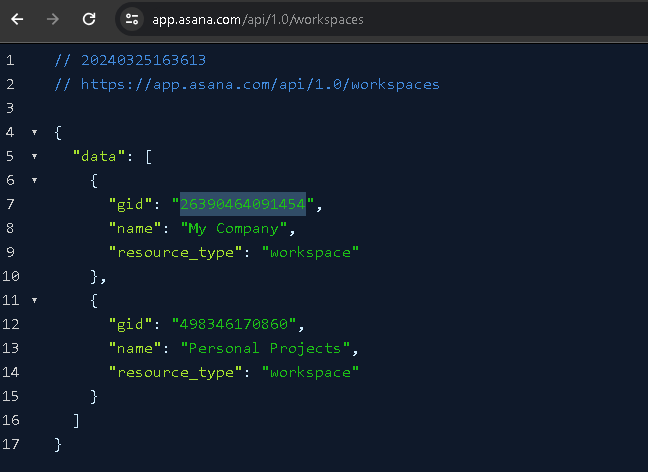 app.asana.com/api/1.0/workspaces
1 // 20240325163613
2 // https://app.asana.com/api/1.0/workspaces
3
4 {
5 "data": [
6 {
7 "gid": "26390464091454",
8 "name": "My Company",
9 "resource_type": "workspace"
10 },
11 {
12 "gid": "498346170860",
13 "name": "Personal Projects",
14 "resource_type": "workspace"
15 }
16 ]
17 }